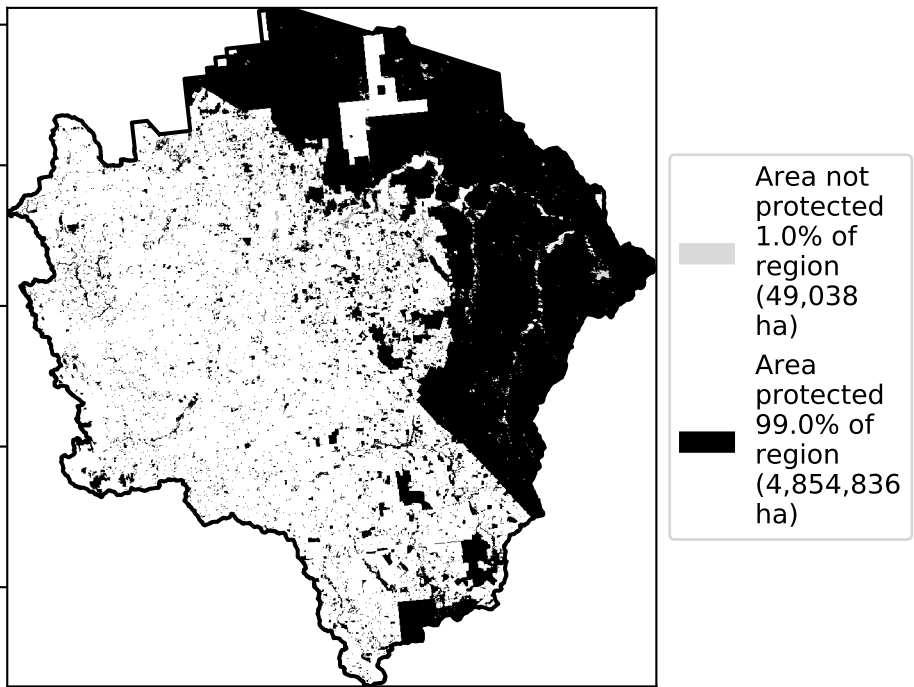 Area not
protected
1.0% of
region
(49,038
ha)
Area
protected
99.0% of
region
(4,854,836
ha)